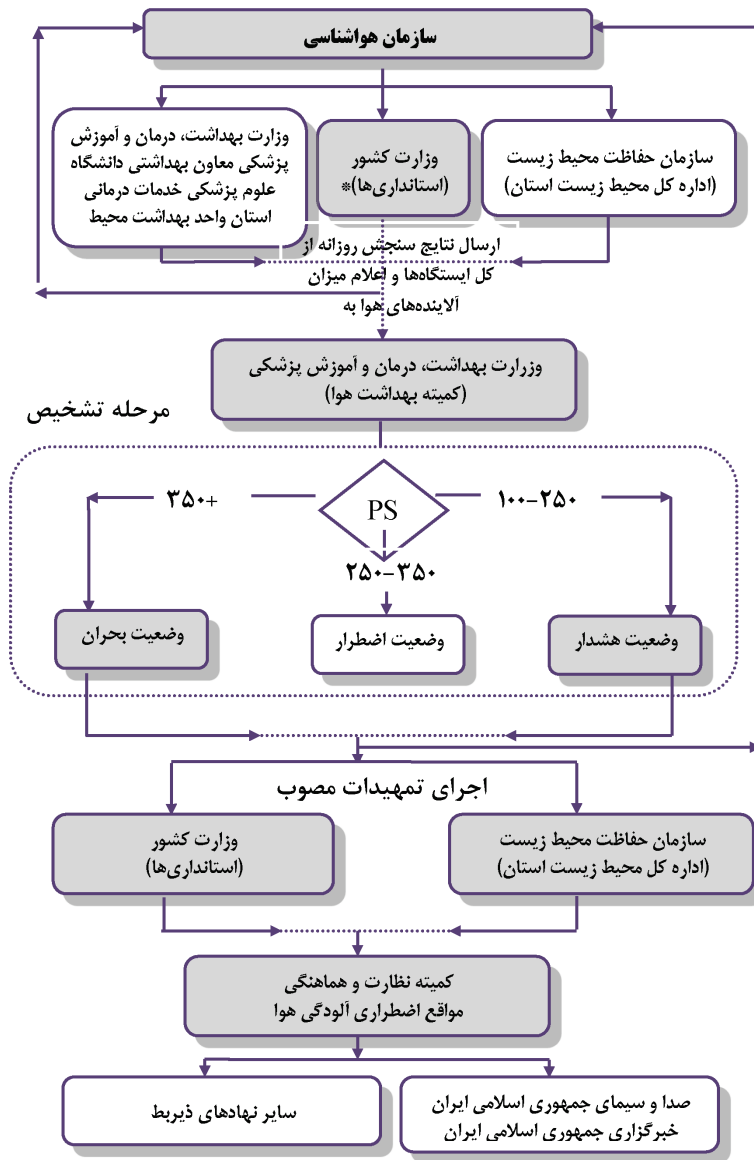 سازمان هواشناسی
سازمان حفاظت محیط زیست
(اداره کل محیط زیست استان)
وزارت کشور
(استانداری‌ها)*
وزارت بهداشت، درمان و آموزش
پزشکی معاون بهداشتی دانشگاه
علوم پزشکی خدمات درمانی
استان واحد بهداشت محیط
ارسال نتایج سنجش روزانه از
کل ایستگاه‌ها و اعلام میزان
آلاینده‌های هوا به
وزرارت بهداشت، درمان و آموزش پزشکی
(کمیته بهداشت هوا)
مرحله تشخیص
PS
۱۰۰-۲۵۰
۲۵۰-۳۵۰
۳۵۰+
وضعیت هشدار
وضعیت اضطرار
وضعیت بحران
اجرای تمهیدات مصوب
سازمان حفاظت محیط زیست
(اداره کل محیط زیست استان)
وزارت کشور
(استانداری‌ها)
کمیته نظارت و هماهنگی
مواقع اضطراری آلودگی هوا
صدا و سیمای جمهوری اسلامی ایران
خبرگزاری جمهوری اسلامی ایران
سایر نهادهای ذیربط